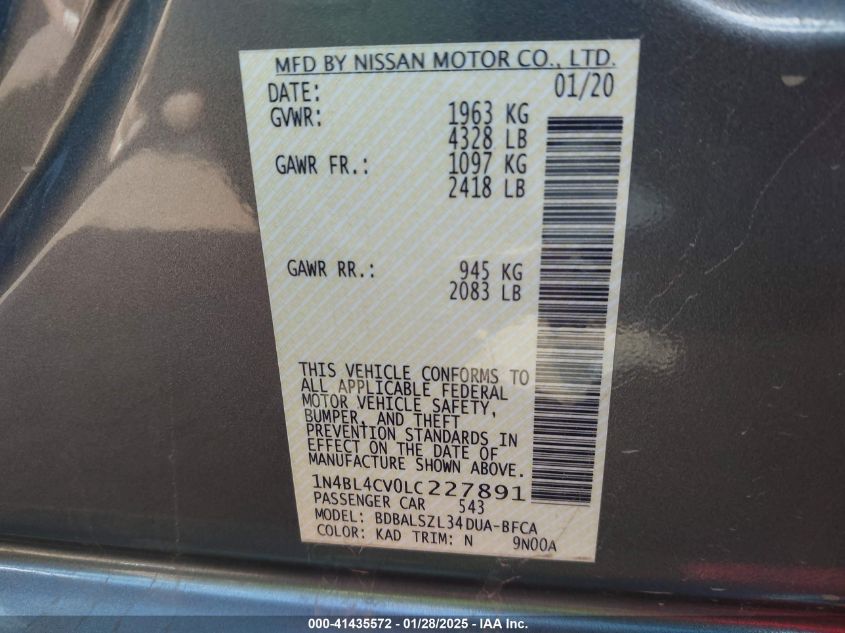 MFD BY NISSAN MOTOR CO., LTD.
DATE: 01/20
GVWR: 1963 KG
4328 LB
GAWR FR.: 1097 KG
2418 LB
GAWR RR.: 945 KG
2083 LB
THIS VEHICLE CONFORMS TO
ALL APPLICABLE FEDERAL
MOTOR VEHICLE SAFETY,
BUMPER, AND THEFT
PREVENTION STANDARDS IN
EFFECT ON THE DATE OF
MANUFACTURE SHOWN ABOVE.
1N4BL4CV0LC227891
PASSENGER CAR 543
MODEL: BDBALSZL34DUA-BFCA
COLOR: KAD TRIM: N 9N00A
000-41435572 — 01/28/2025 — IAA Inc.